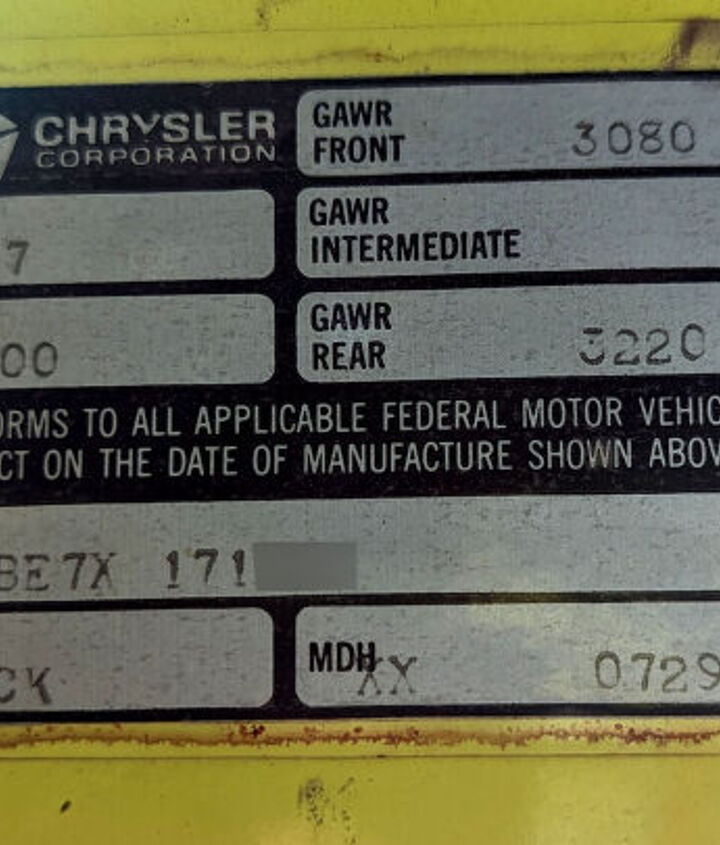 CHRYSLER
CORPORATION
GAWR
FRONT 3080
7
GAWR
INTERMEDIATE
00
GAWR
REAR 3220
ORMS TO ALL APPLICABLE FEDERAL MOTOR VEHIC
CT ON THE DATE OF MANUFACTURE SHOWN ABOV
BE7X 171
CK
MDH XX 0729